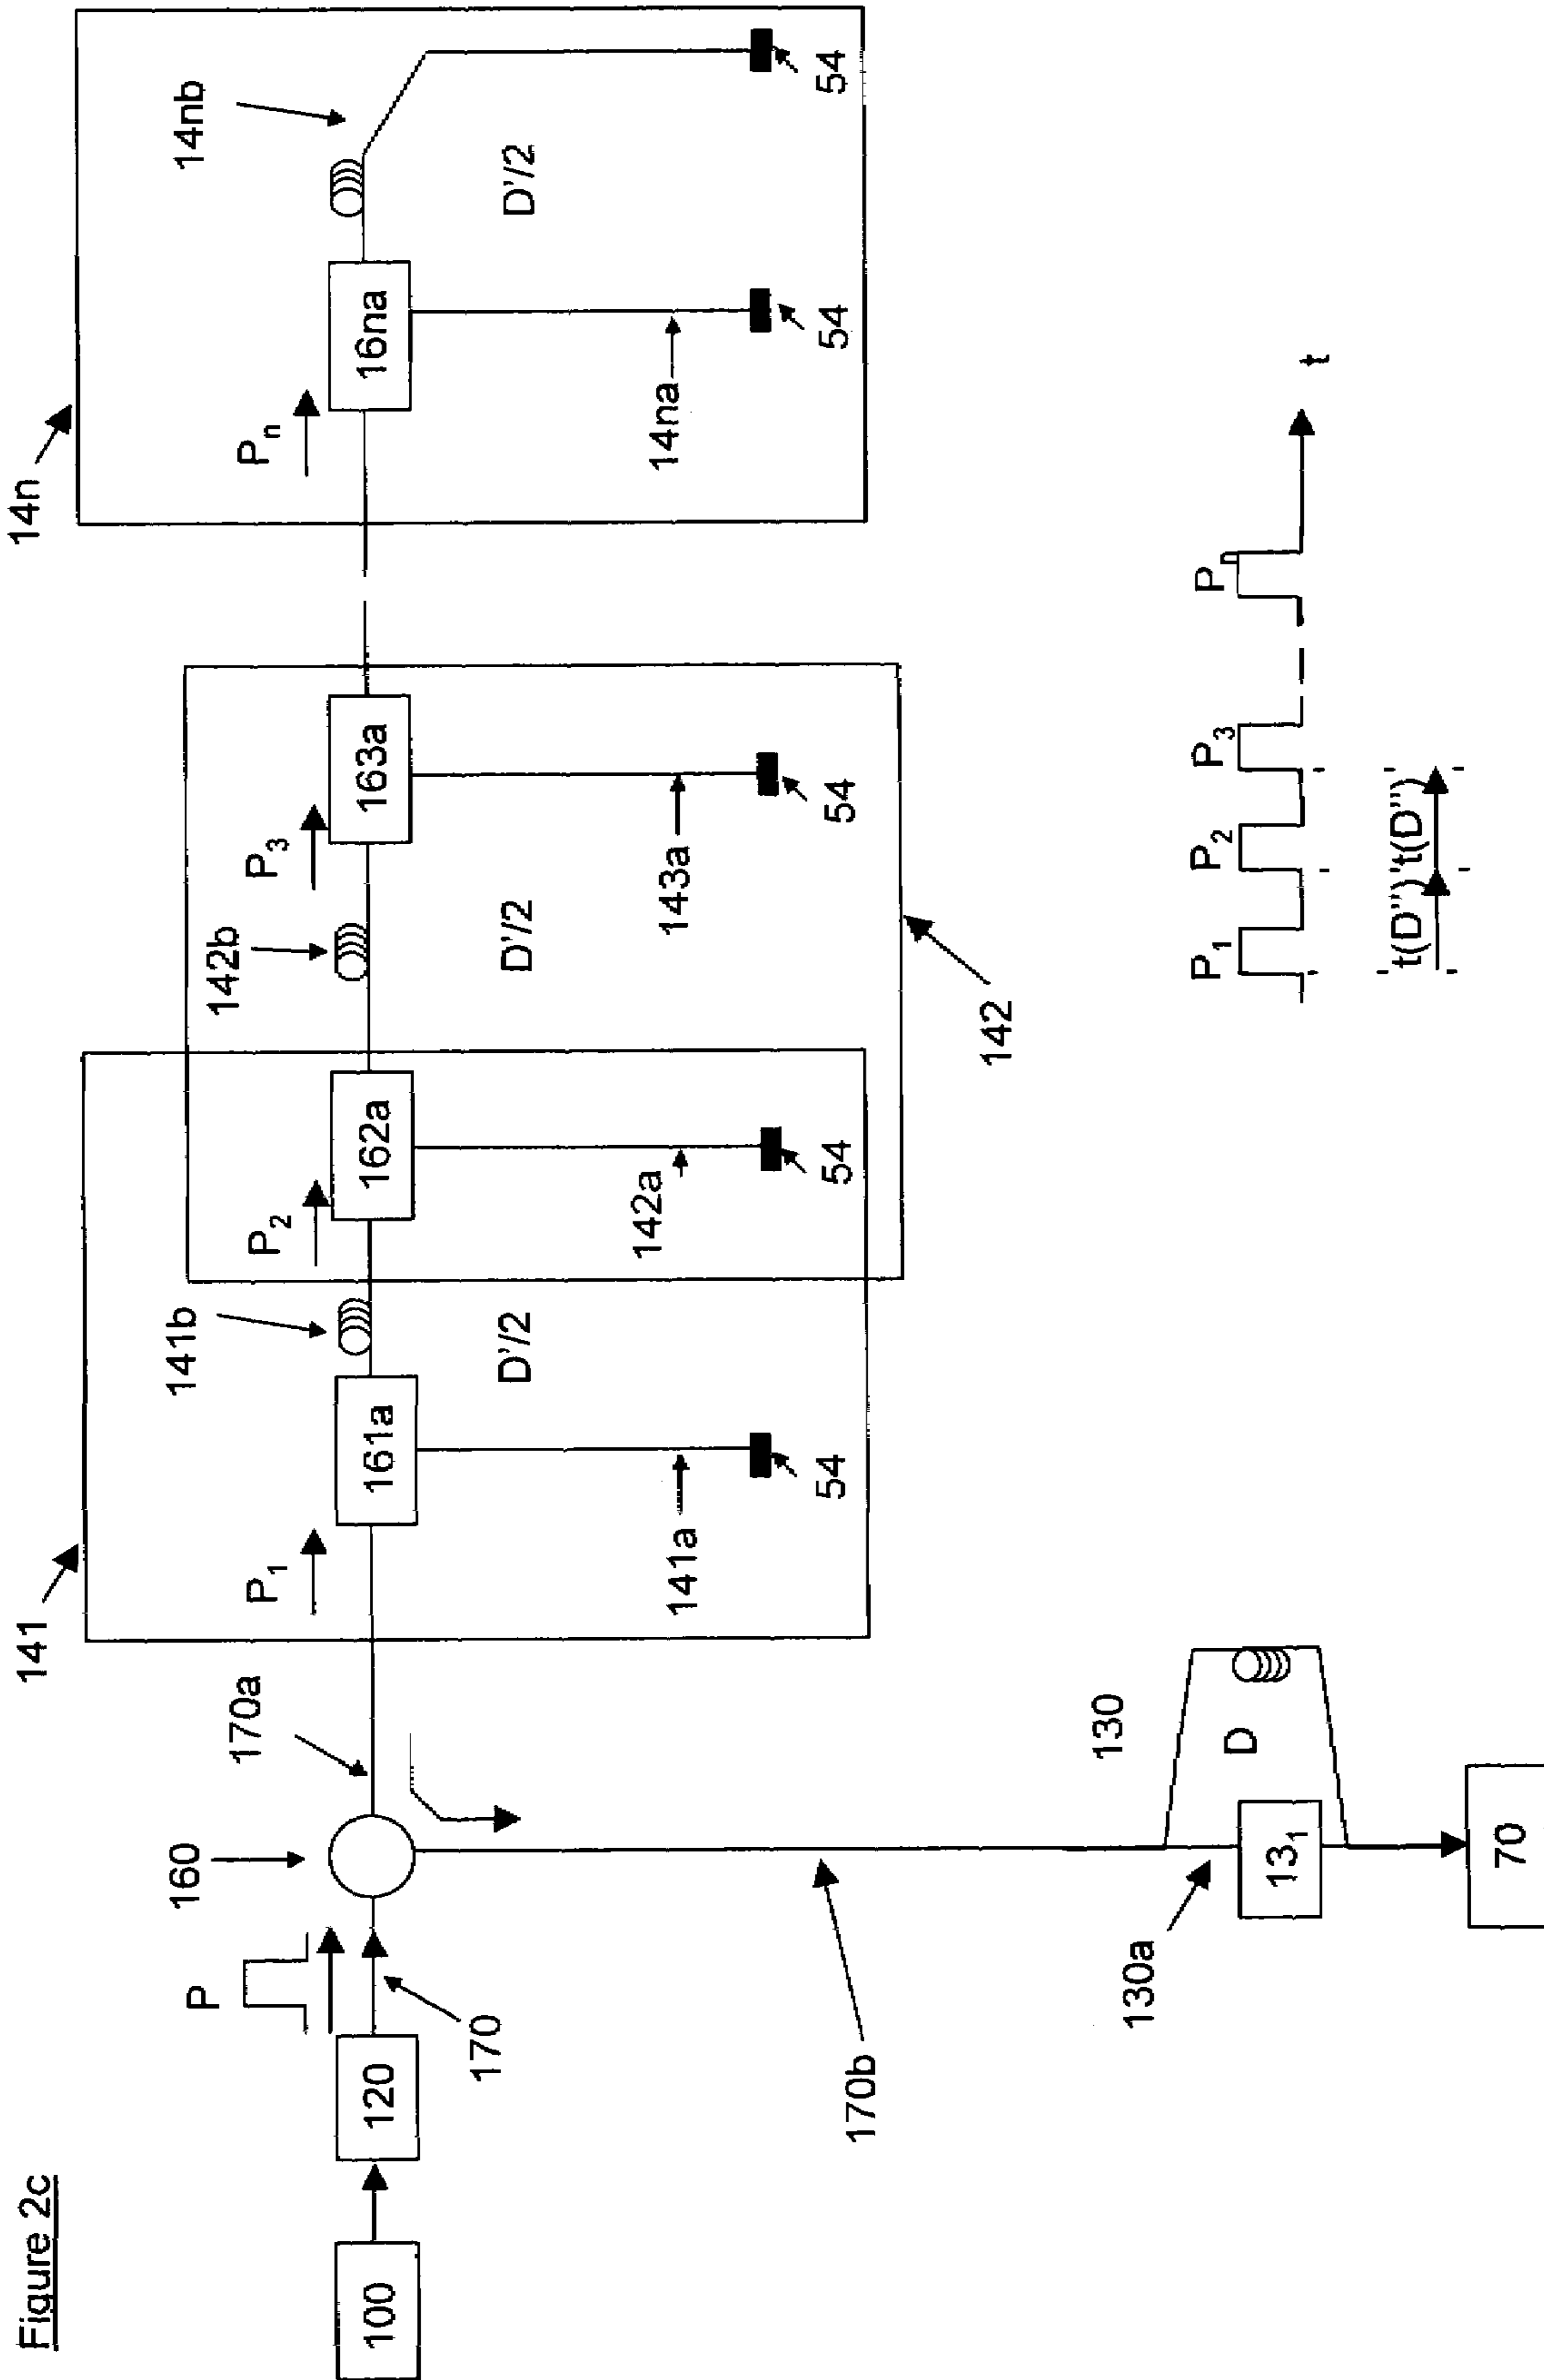 Figure 2c
14n
141
P₁
141b
P₂
142b
P₃
Pₙ
14nb
161a
162a
163a
16na
D'/2
D'/2
D'/2
141a
142a
143a
14na
54
54
54
54
54
142
160
170a
P
100
120
170
170b
130
D
130a
13₁
70
P₁
P₂
P₃
Pₙ
t
t(D'')
t(D'')